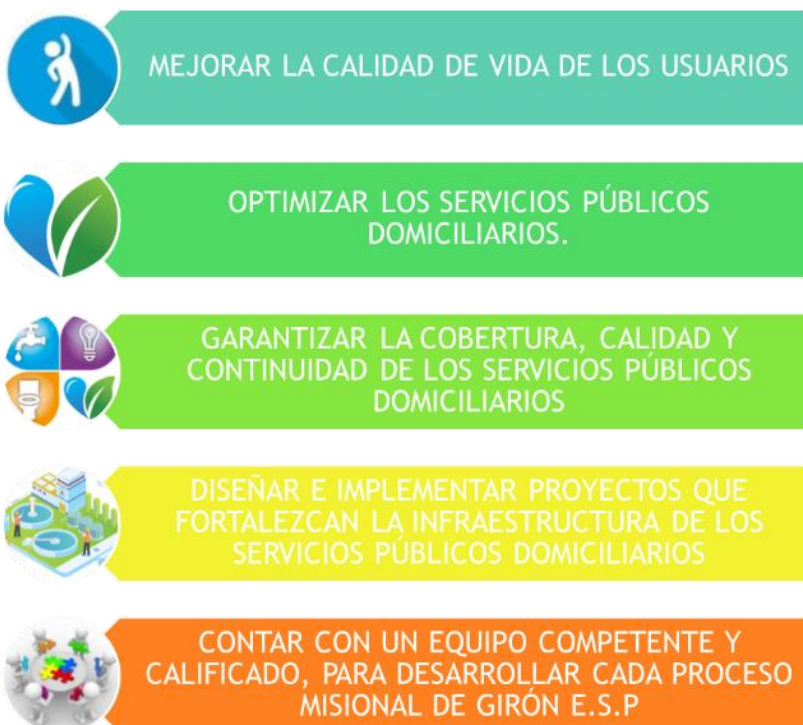 MEJORAR LA CALIDAD DE VIDA DE LOS USUARIOS
OPTIMIZAR LOS SERVICIOS PÚBLICOS
DOMICILIARIOS.
GARANTIZAR LA COBERTURA, CALIDAD Y
CONTINUIDAD DE LOS SERVICIOS PÚBLICOS
DOMICILIARIOS
DISEÑAR E IMPLEMENTAR PROYECTOS QUE
FORTALEZCAN LA INFRAESTRUCTURA DE LOS
SERVICIOS PÚBLICOS DOMICILIARIOS
CONTAR CON UN EQUIPO COMPETENTE Y
CALIFICADO, PARA DESARROLLAR CADA PROCESO
MISIONAL DE GIRÓN E.S.P